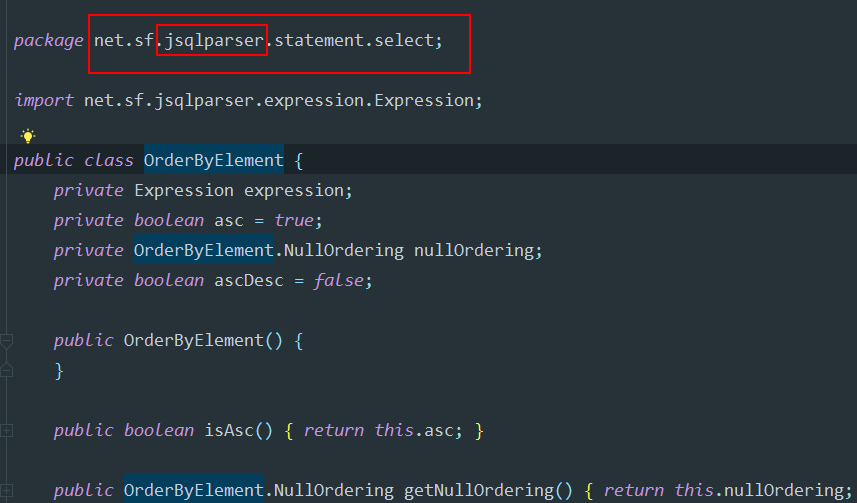 package net.sf.jsqlparser.statement.select;
import net.sf.jsqlparser.expression.Expression;
public class OrderByElement {
private Expression expression;
private boolean asc = true;
private OrderByElement.NullOrdering nullOrdering;
private boolean ascDesc = false;
public OrderByElement() {
}
public boolean isAsc() { return this.asc; }
public OrderByElement.NullOrdering getNullOrdering() { return this.nullOrdering;